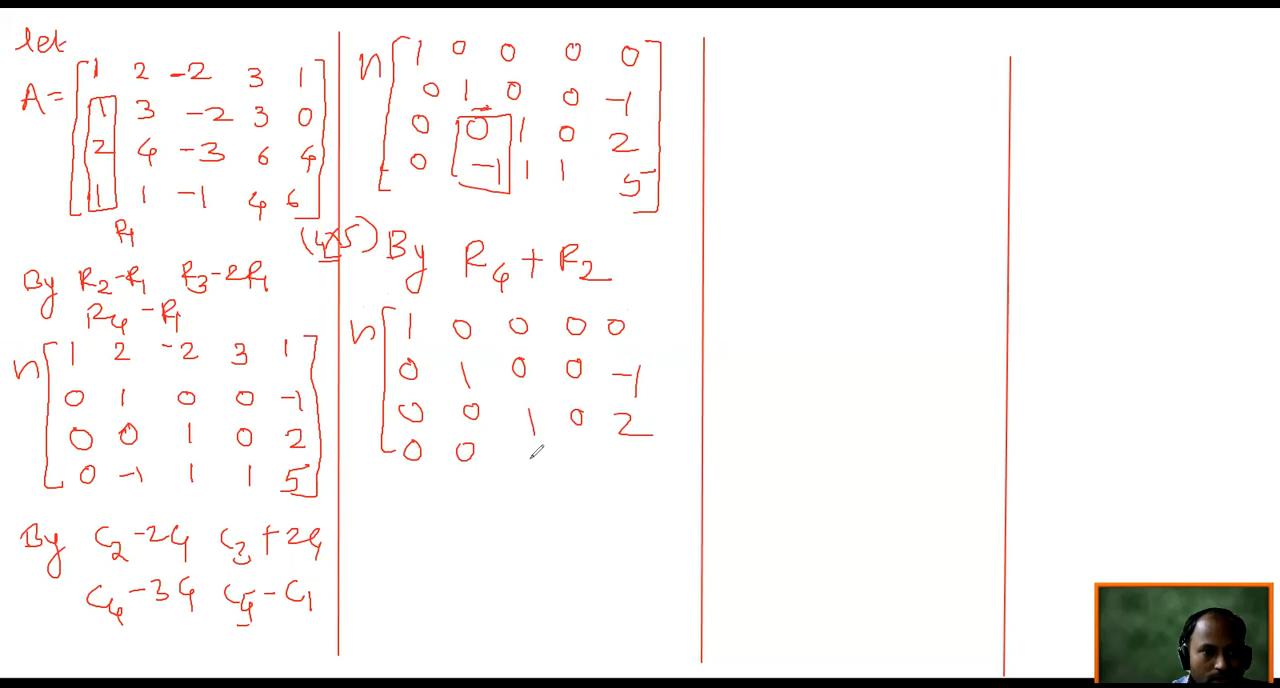 let
A = [ 1 2 -2 3 1
1 3 -2 3 0
2 4 -3 6 4
1 1 -1 4 6 ]
R1
(4×5)
By R2-R1 R3-2R1
R4-R1
~ [ 1 2 -2 3 1
0 1 0 0 -1
0 0 1 0 2
0 -1 1 1 5 ]
By C2-2C1 C3+2C1
C4-3C1 C5-C1
~ [ 1 0 0 0 0
0 1 0 0 -1
0 0 1 0 2
0 -1 1 1 5 ]
By R4+R2
~ [ 1 0 0 0 0
0 1 0 0 -1
0 0 1 0 2
0 0